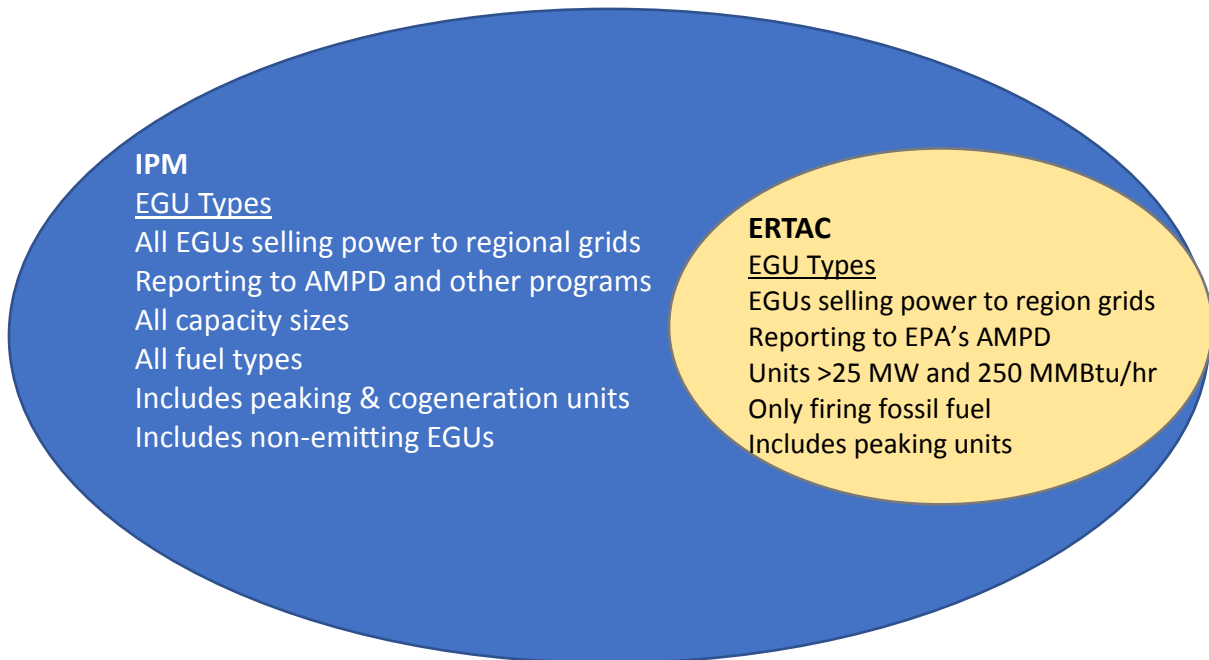 IPM
EGU Types
All EGUs selling power to regional grids
Reporting to AMPD and other programs
All capacity sizes
All fuel types
Includes peaking & cogeneration units
Includes non-emitting EGUs
ERTAC
EGU Types
EGUs selling power to region grids
Reporting to EPA’s AMPD
Units >25 MW and 250 MMBtu/hr
Only firing fossil fuel
Includes peaking units